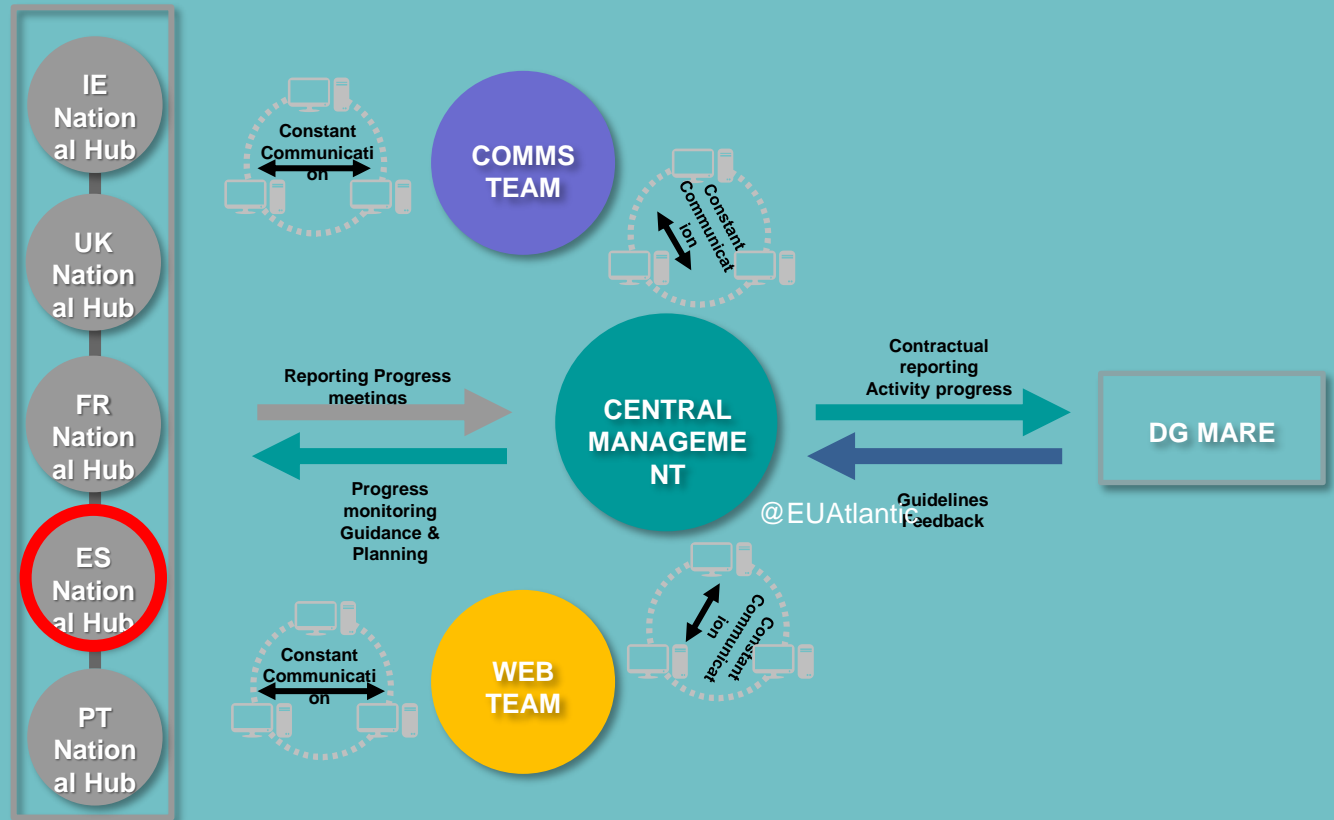 IE
Nation
al Hub
UK
Nation
al Hub
FR
Nation
al Hub
ES
Nation
al Hub
PT
Nation
al Hub
Constant
Communicati
on
COMMS
TEAM
Constant
Communicat
ion
Reporting Progress
meetings
Progress
monitoring
Guidance &
Planning
CENTRAL
MANAGEME
NT
Contractual
reporting
Activity progress
DG MARE
@EUAtlantic
Guidelines
Feedback
Constant
Communicati
on
WEB
TEAM
Constant
Communicat
ion